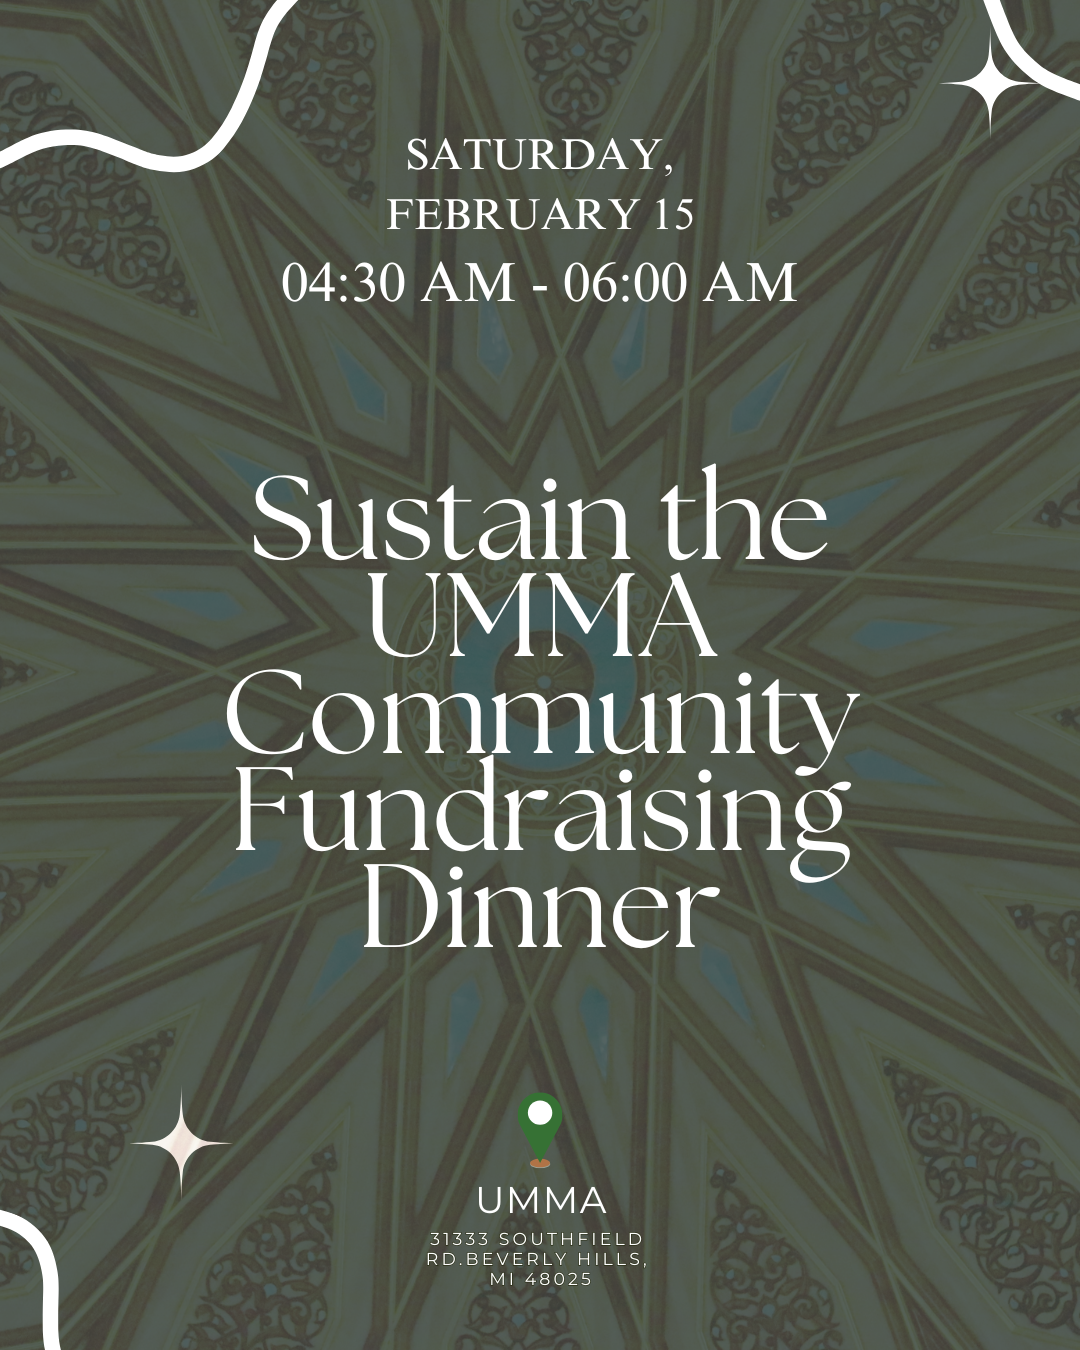 SATURDAY,
FEBRUARY 15
04:30 AM - 06:00 AM
Sustain the
UMMA
Community
Fundraising
Dinner
UMMA
31333 SOUTHFIELD
RD.BEVERLY HILLS,
MI 48025